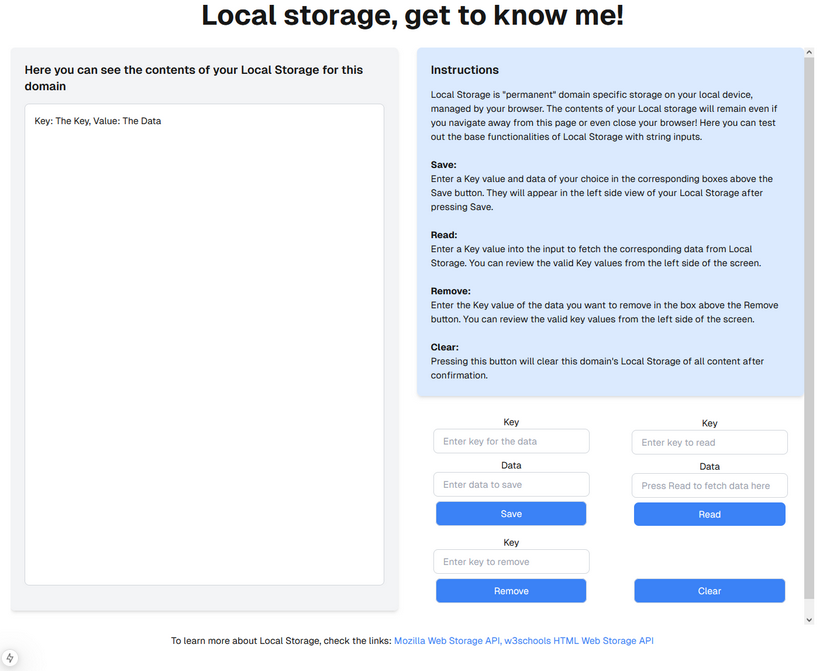 Local storage, get to know me!
Here you can see the contents of your Local Storage for this
domain
Key: The Key, Value: The Data
Instructions
Local Storage is "permanent" domain specific storage on your local device,
managed by your browser. The contents of your Local storage will remain even if
you navigate away from this page or even close your browser! Here you can test
out the base functionalities of Local Storage with string inputs.
Save:
Enter a Key value and data of your choice in the corresponding boxes above the
Save button. They will appear in the left side view of your Local Storage after
pressing Save.
Read:
Enter a Key value into the input to fetch the corresponding data from Local
Storage. You can review the valid Key values from the left side of the screen.
Remove:
Enter the Key value of the data you want to remove in the box above the Remove
button. You can review the valid key values from the left side of the screen.
Clear:
Pressing this button will clear this domain's Local Storage of all content after
confirmation.
Key
Enter key for the data
Data
Enter data to save
Save
Key
Enter key to read
Data
Press Read to fetch data here
Read
Key
Enter key to remove
Remove
Clear
To learn more about Local Storage, check the links: Mozilla Web Storage API, w3schools HTML Web Storage API